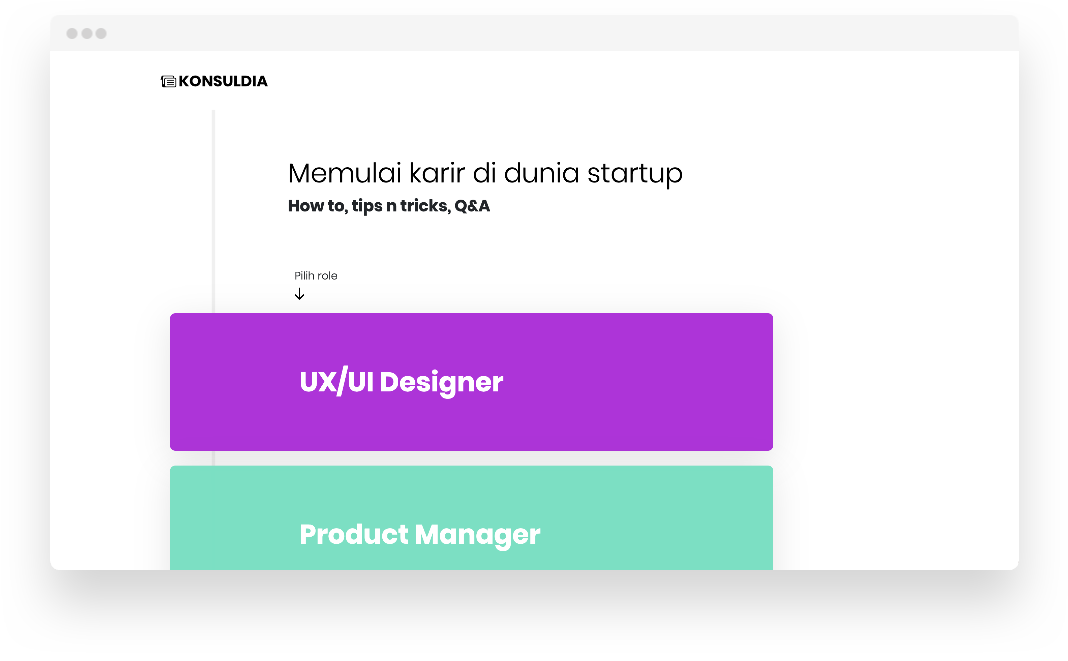 KONSULDIA
Memulai karir di dunia startup
How to, tips n tricks, Q&A
Pilih role
UX/UI Designer
Product Manager